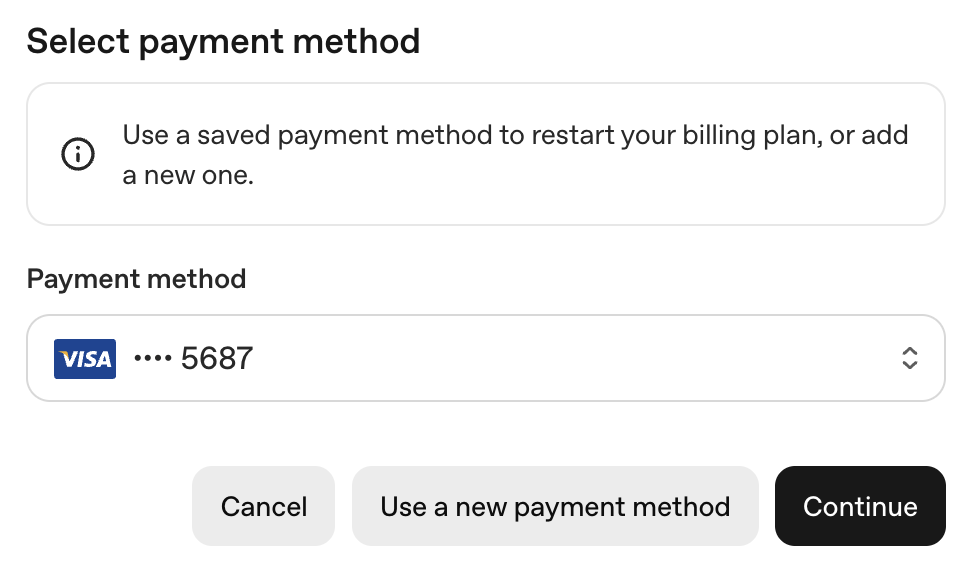 Select payment method
Use a saved payment method to restart your billing plan, or add
a new one.
Payment method
VISA •••• 5687
Cancel Use a new payment method Continue